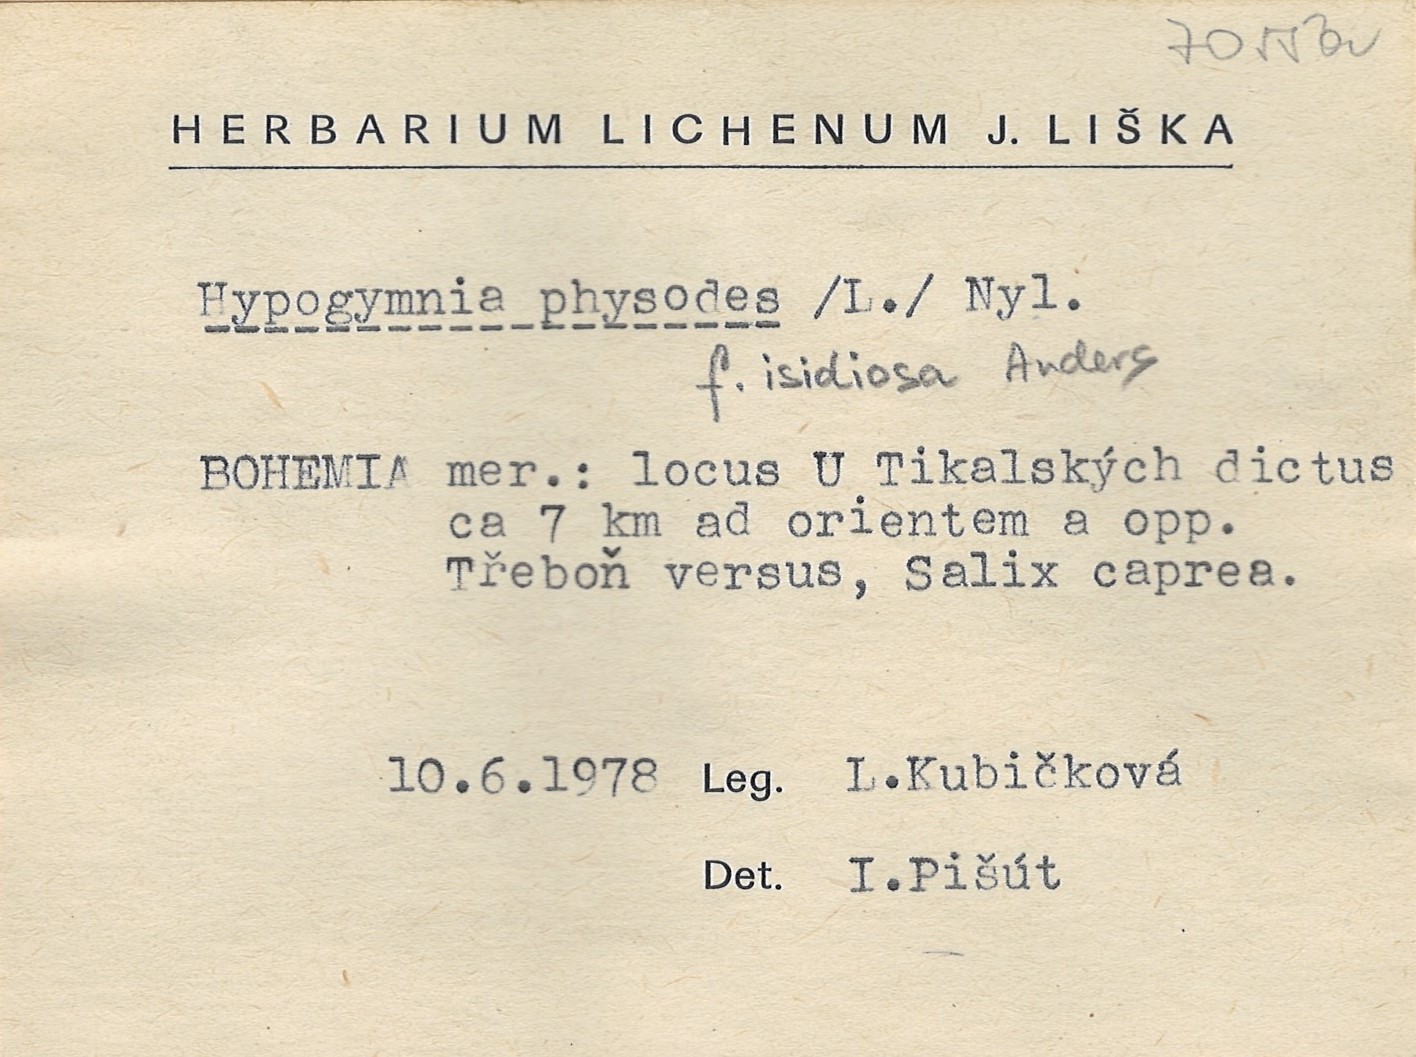 HERBARIUM LICHENUM J. LIŠKA
Hypogymnia physodes /L./ Nyl.
f. isidiosa Anders
BOHEMIA mer.: locus U Tikalských dictus
ca 7 km ad orientem a opp.
Třeboň versus, Salix caprea.
10.6.1978 Leg. L.Kubičková
Det. I.Pišút